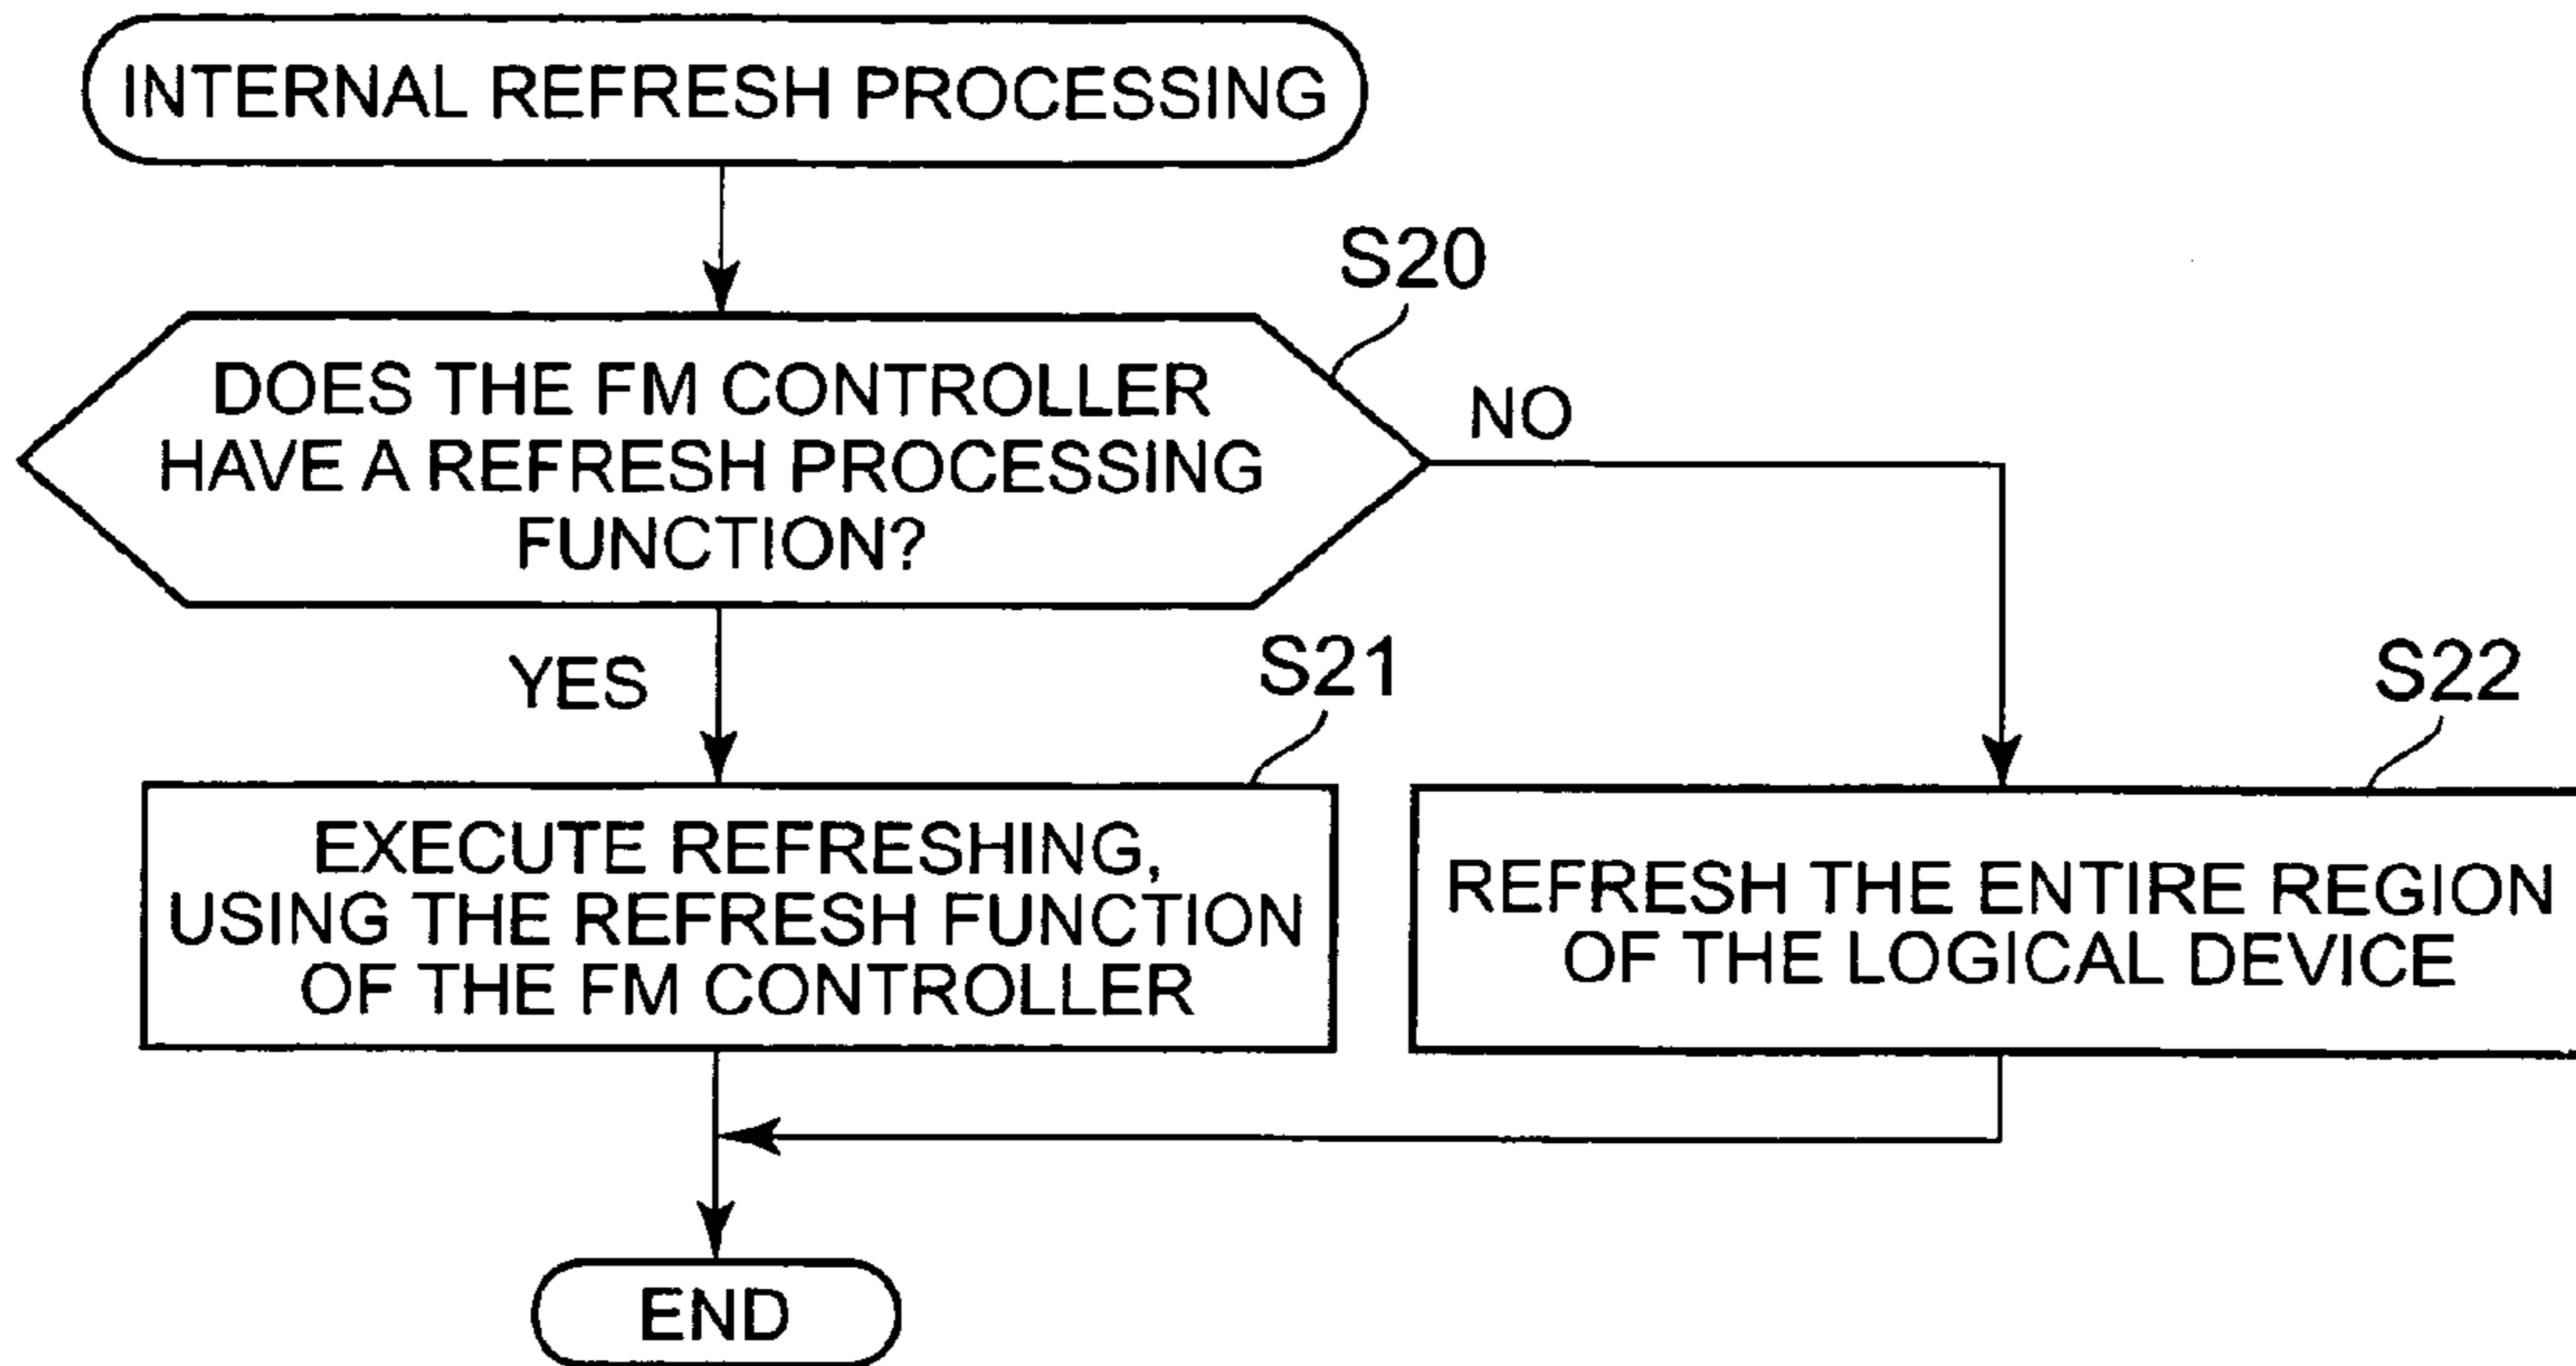 INTERNAL REFRESH PROCESSING
S20
DOES THE FM CONTROLLER
HAVE A REFRESH PROCESSING
FUNCTION?
NO
YES
S21
S22
EXECUTE REFRESHING,
USING THE REFRESH FUNCTION
OF THE FM CONTROLLER
REFRESH THE ENTIRE REGION
OF THE LOGICAL DEVICE
END